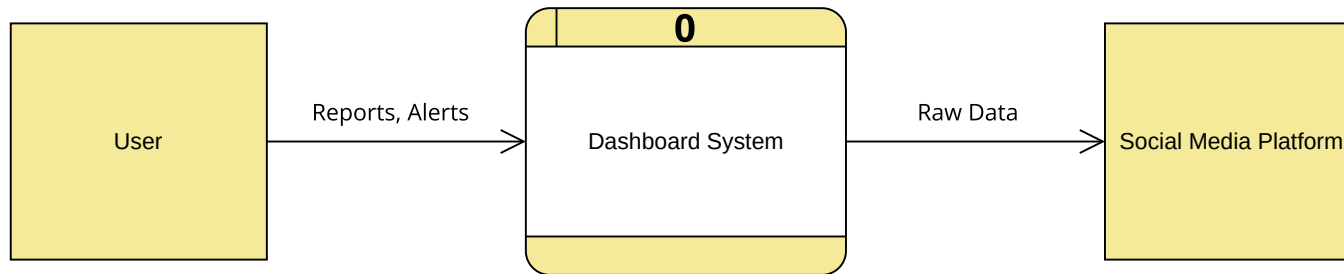 0
Reports, Alerts
Raw Data
User
Dashboard System
Social Media Platform